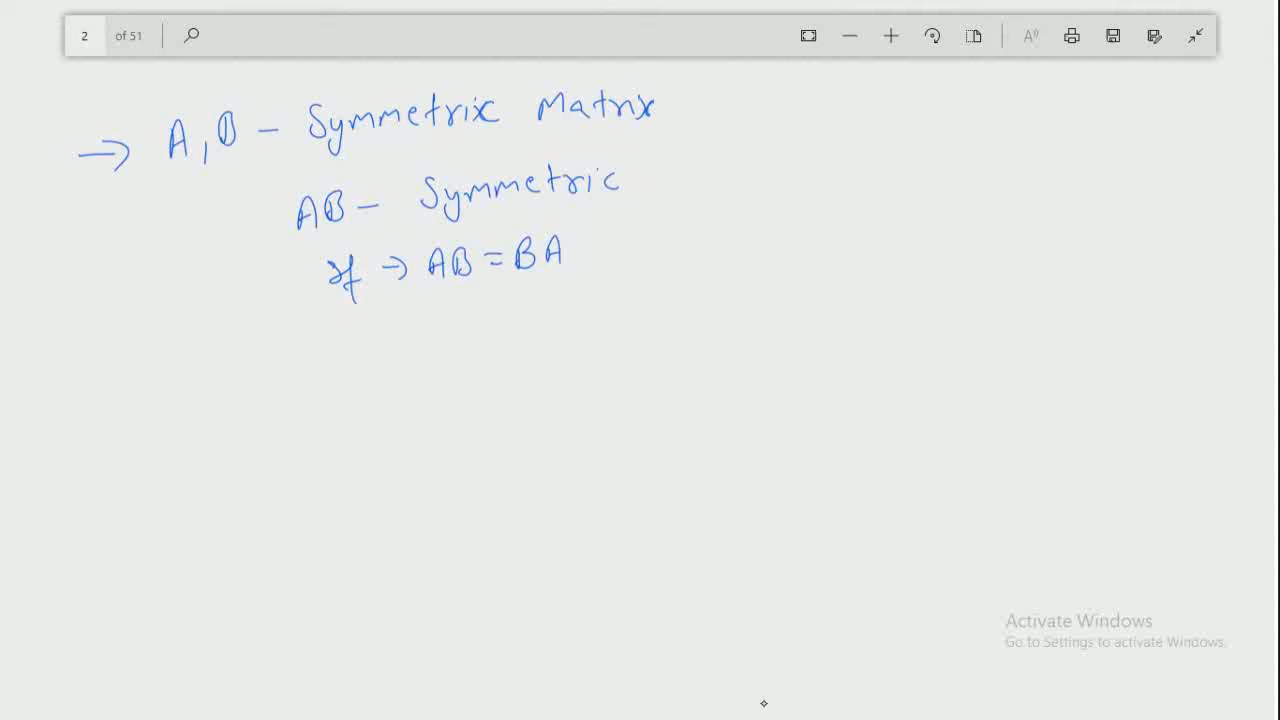 2 of 51
→ A, B - Symmetrix Matrix
AB - Symmetric
If → AB = BA
Activate Windows
Go to Settings to activate Windows.